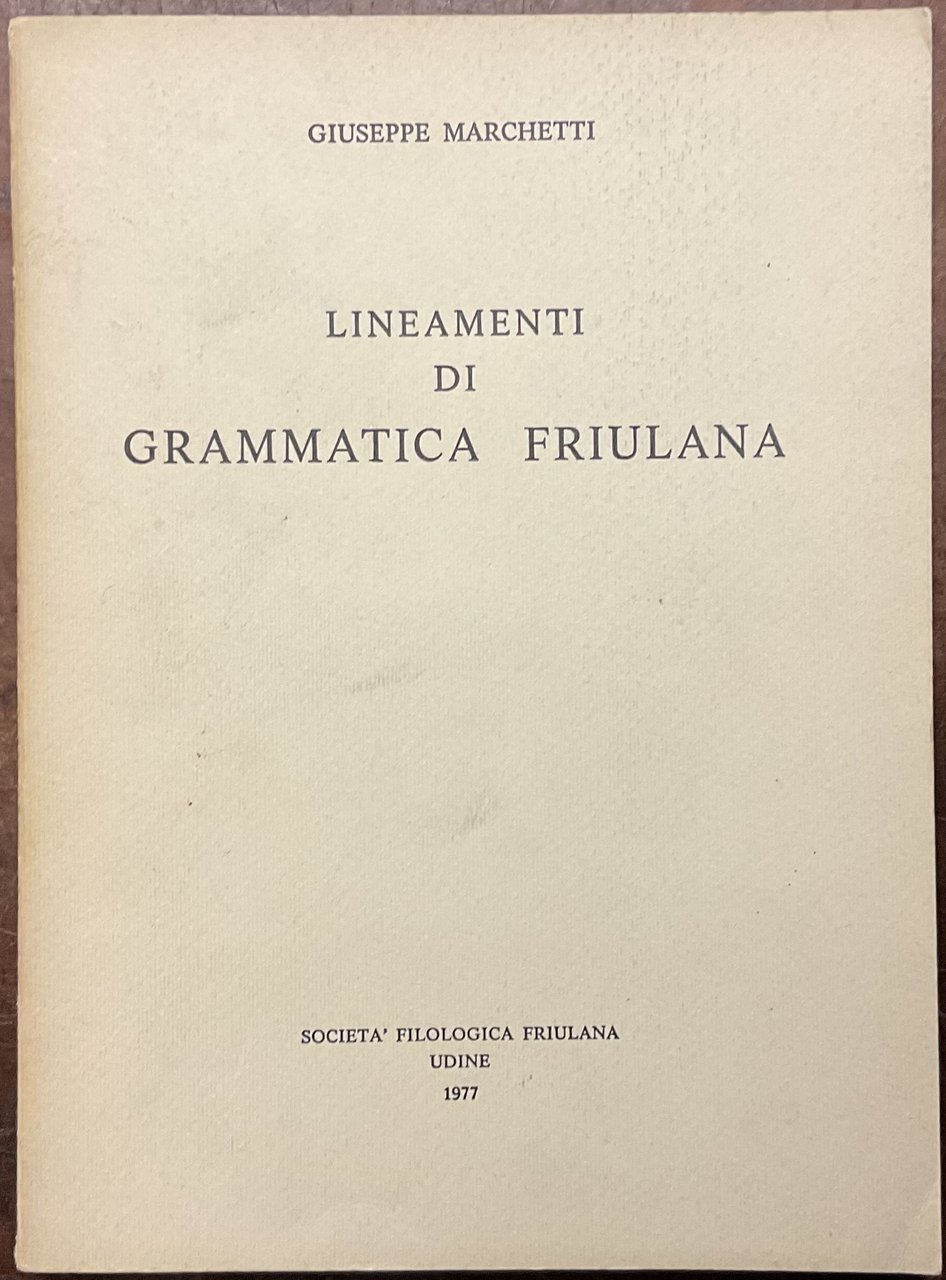 GIUSEPPE MARCHETTI
LINEAMENTI
DI
GRAMMATICA FRIULANA
SOCIETA' FILOLOGICA FRIULANA
UDINE
1977